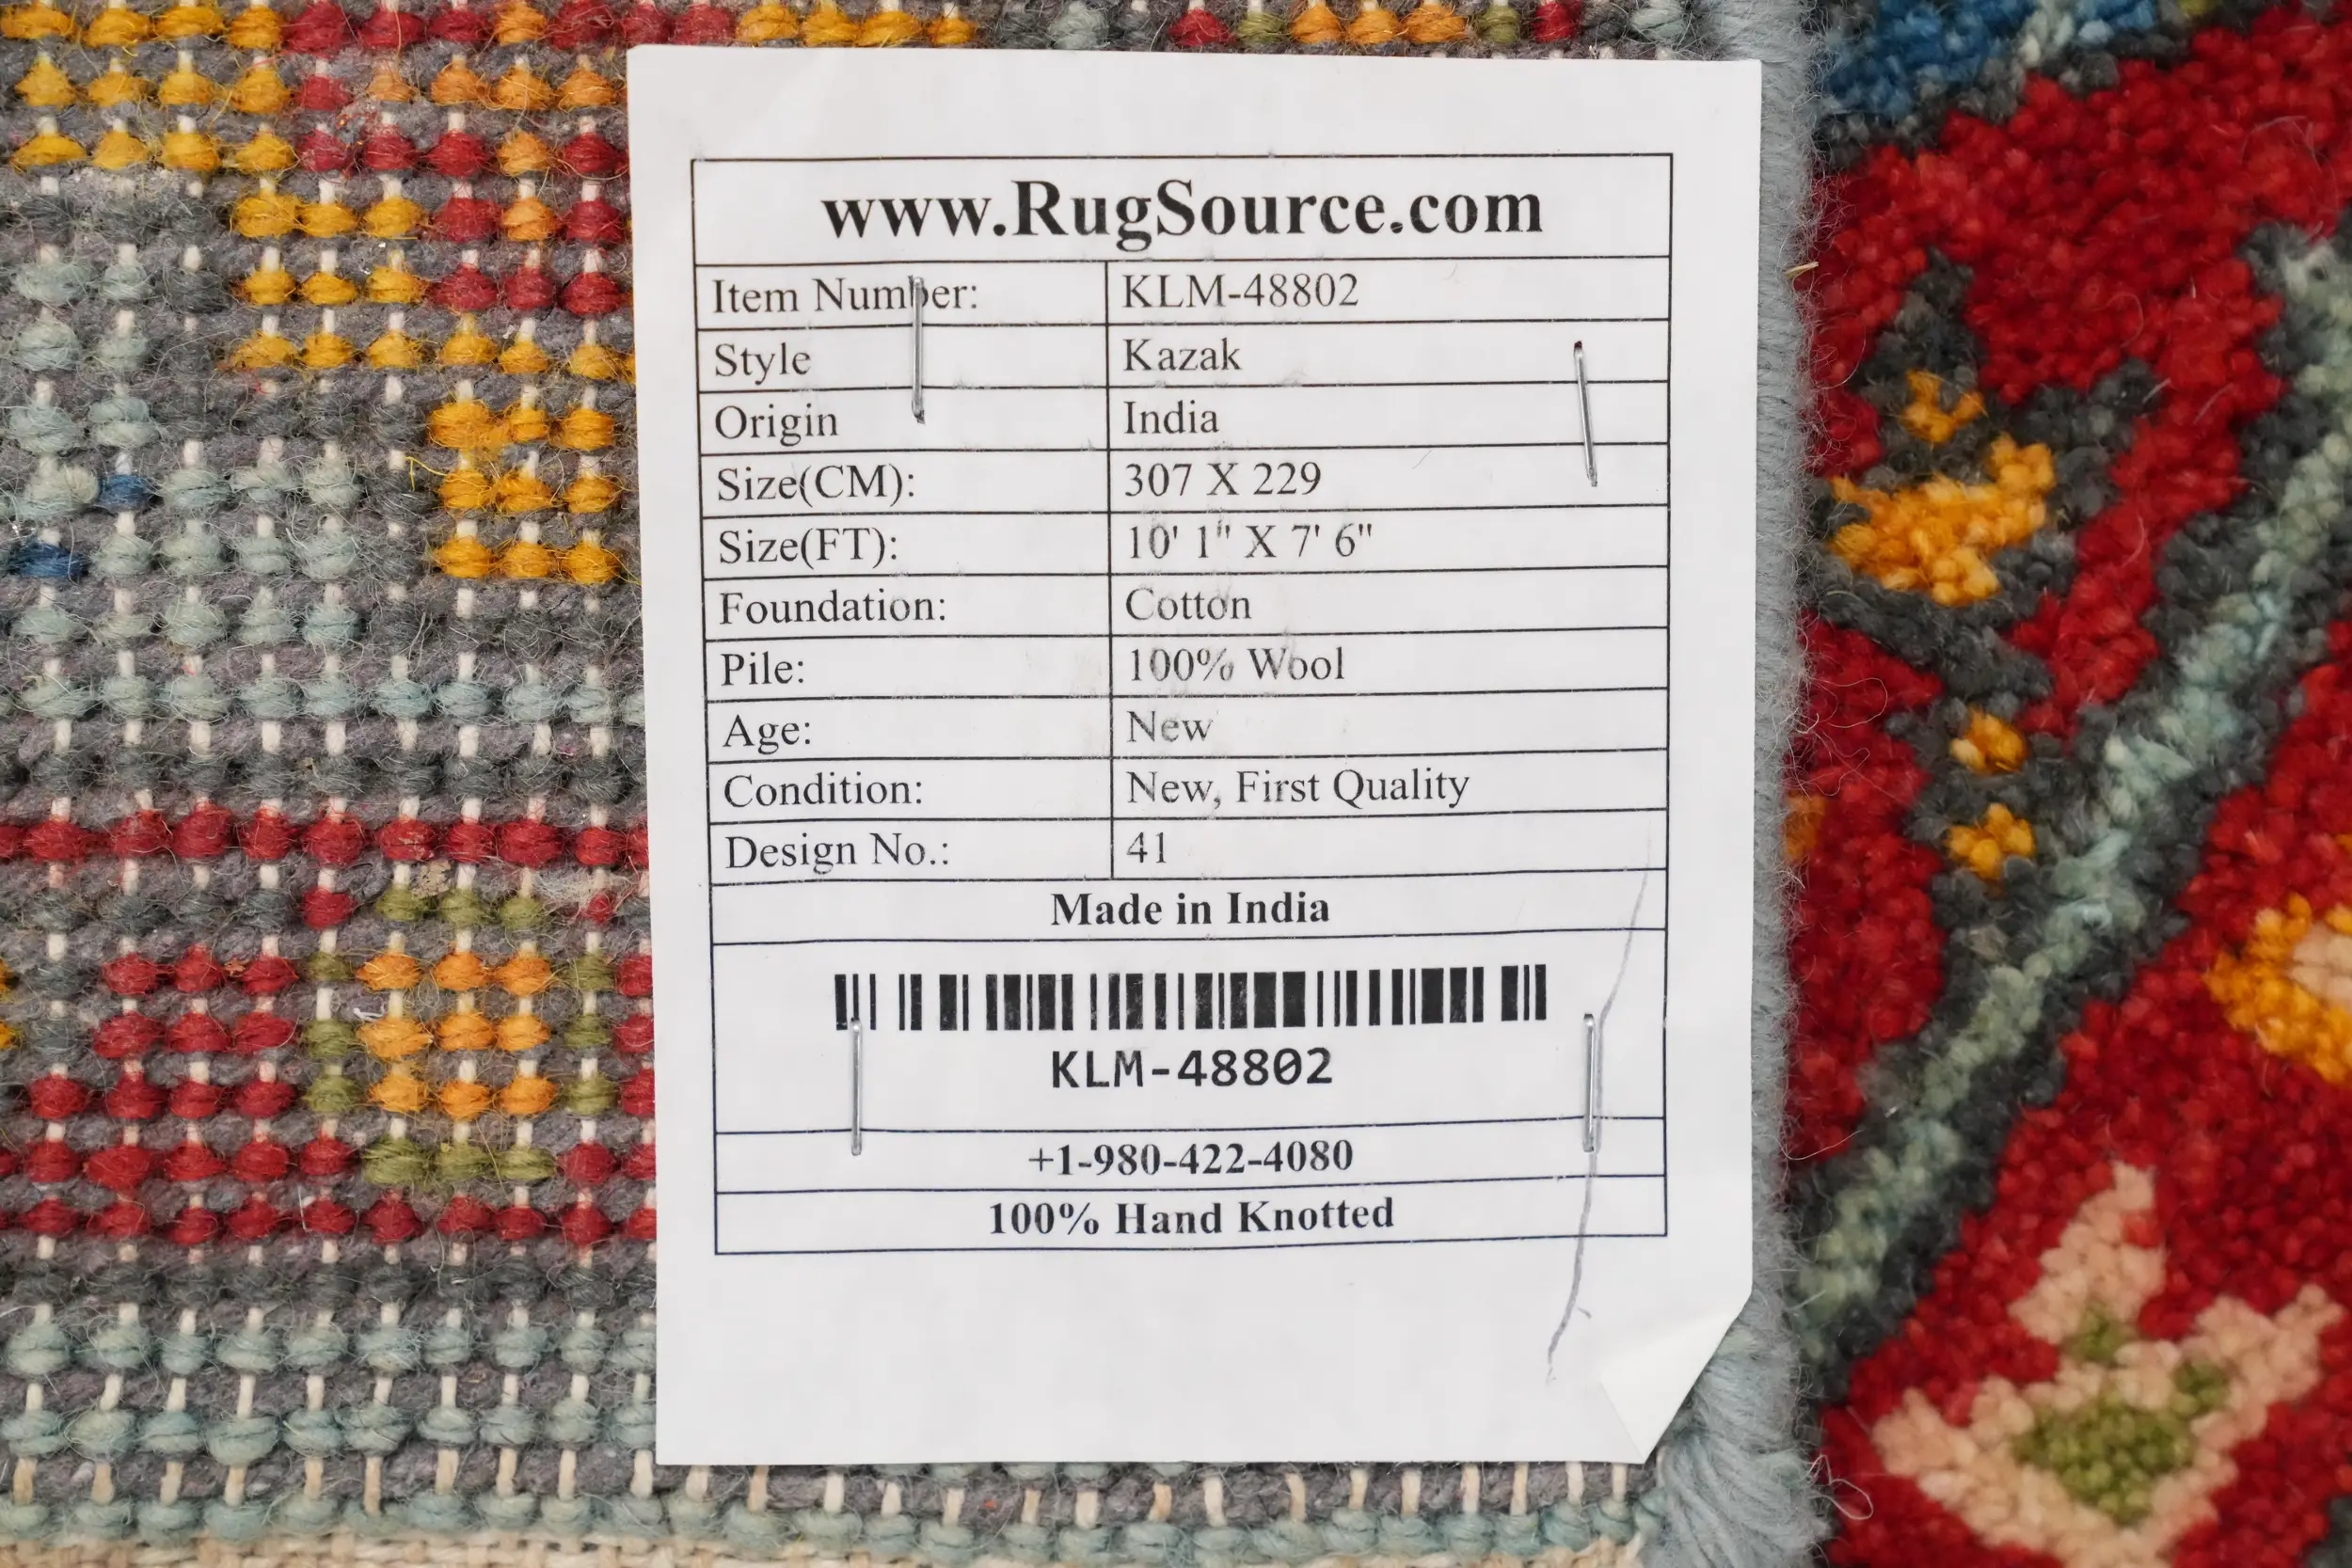 www.RugSource.com
Item Number: KLM-48802
Style Kazak
Origin India
Size(CM): 307 X 229
Size(FT): 10' 1" X 7' 6"
Foundation: Cotton
Pile: 100% Wool
Age: New
Condition: New, First Quality
Design No.: 41
Made in India
KLM-48802
+1-980-422-4080
100% Hand Knotted